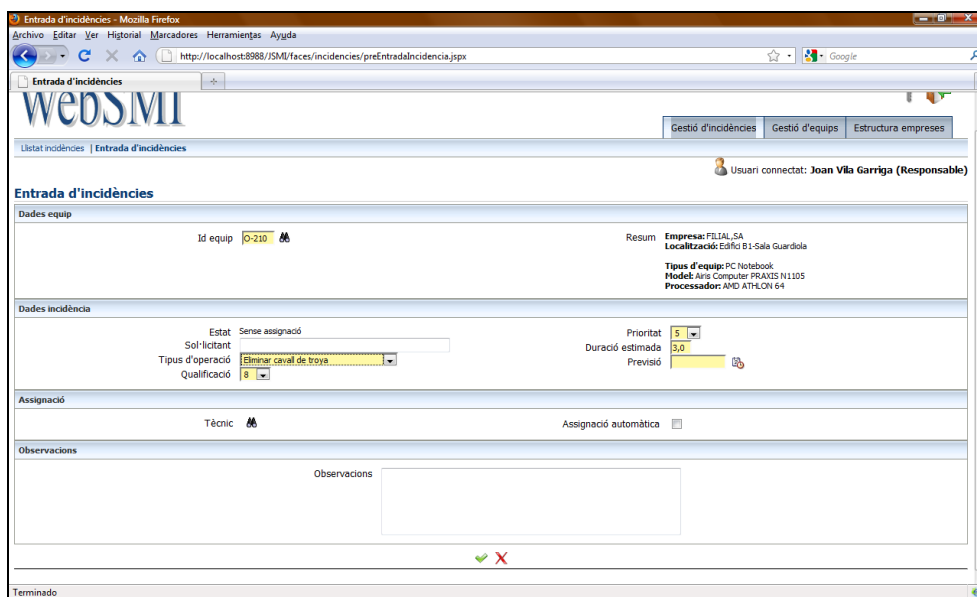 Entrada d'incidències - Mozilla Firefox
Archivo Editar Ver Historial Marcadores Herramientas Ayuda
http://localhost:8988/JSMI/faces/incidencies/preEntradaIncidencia.jspx
Google
Entrada d'incidències
WebSMI
Gestió d'incidències Gestió d'equips Estructura empreses
Llistat incidències | Entrada d'incidències
Usuari connectat: Joan Vila Garriga (Responsable)
Entrada d'incidències
Dades equip
Id equip O-210
Resum Empresa: FILIAL,SA
Localització: Edifici B1-Sala Guardiola
Tipus d'equip: PC Notebook
Model: Airis Computer PRAXIS N1105
Processador: AMD ATHLON 64
Dades incidència
Estat Sense assignació
Sol·licitant
Tipus d'operació Eliminar cavall de troya
Qualificació 8
Prioritat 5
Duració estimada 3,0
Previsió
Assignació
Tècnic
Assignació automàtica
Observacions
Observacions
Terminado